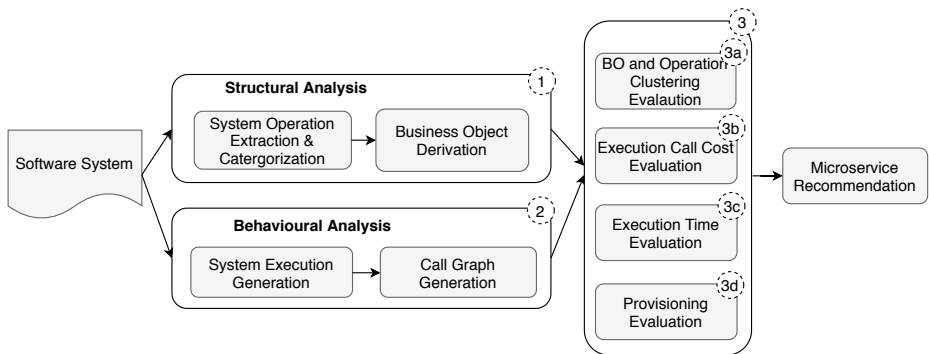 Software System
1
Structural Analysis
System Operation
Extraction &
Catergorization
Business Object
Derivation
2
Behavioural Analysis
System Execution
Generation
Call Graph
Generation
3
3a
BO and Operation
Clustering
Evalaution
3b
Execution Call Cost
Evaluation
3c
Execution Time
Evaluation
3d
Provisioning
Evaluation
Microservice
Recommendation